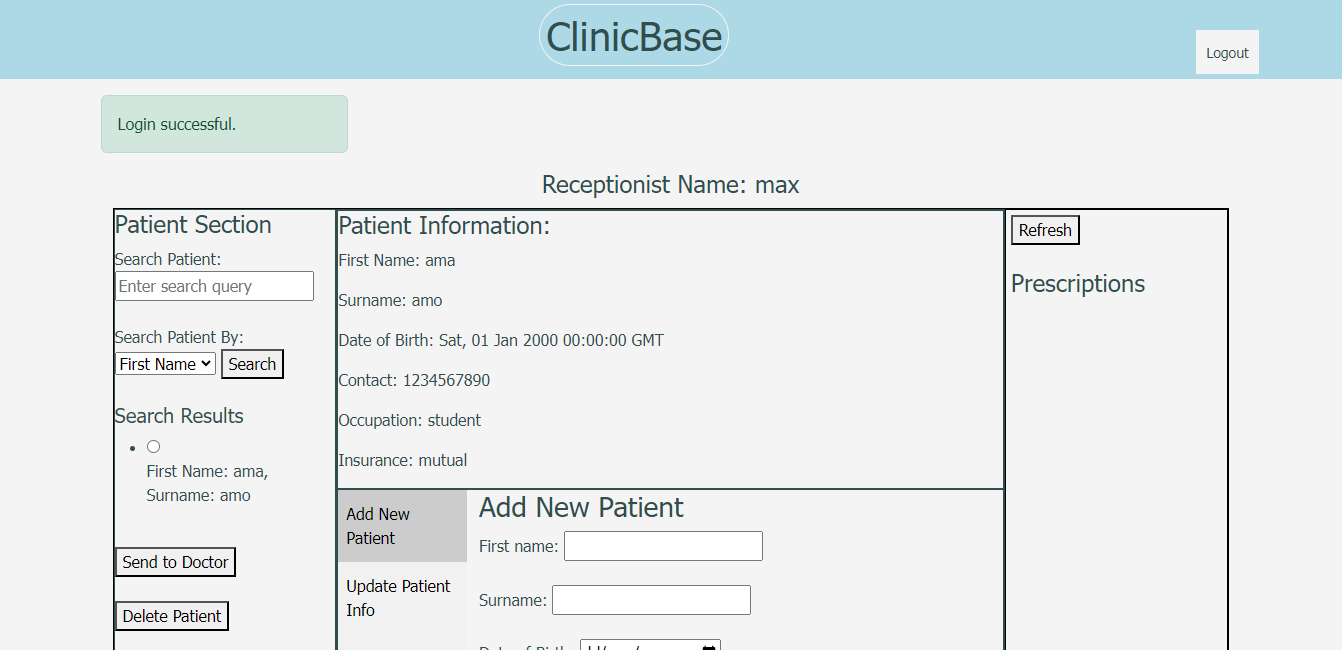 ClinicBase
Logout
Login successful.
Receptionist Name: max
Patient Section
Search Patient:
Enter search query
Search Patient By:
First Name
Search
Search Results
First Name: ama,
Surname: amo
Send to Doctor
Delete Patient
Patient Information:
First Name: ama
Surname: amo
Date of Birth: Sat, 01 Jan 2000 00:00:00 GMT
Contact: 1234567890
Occupation: student
Insurance: mutual
Add New
Patient
Update Patient
Info
Add New Patient
First name:
Surname:
Refresh
Prescriptions